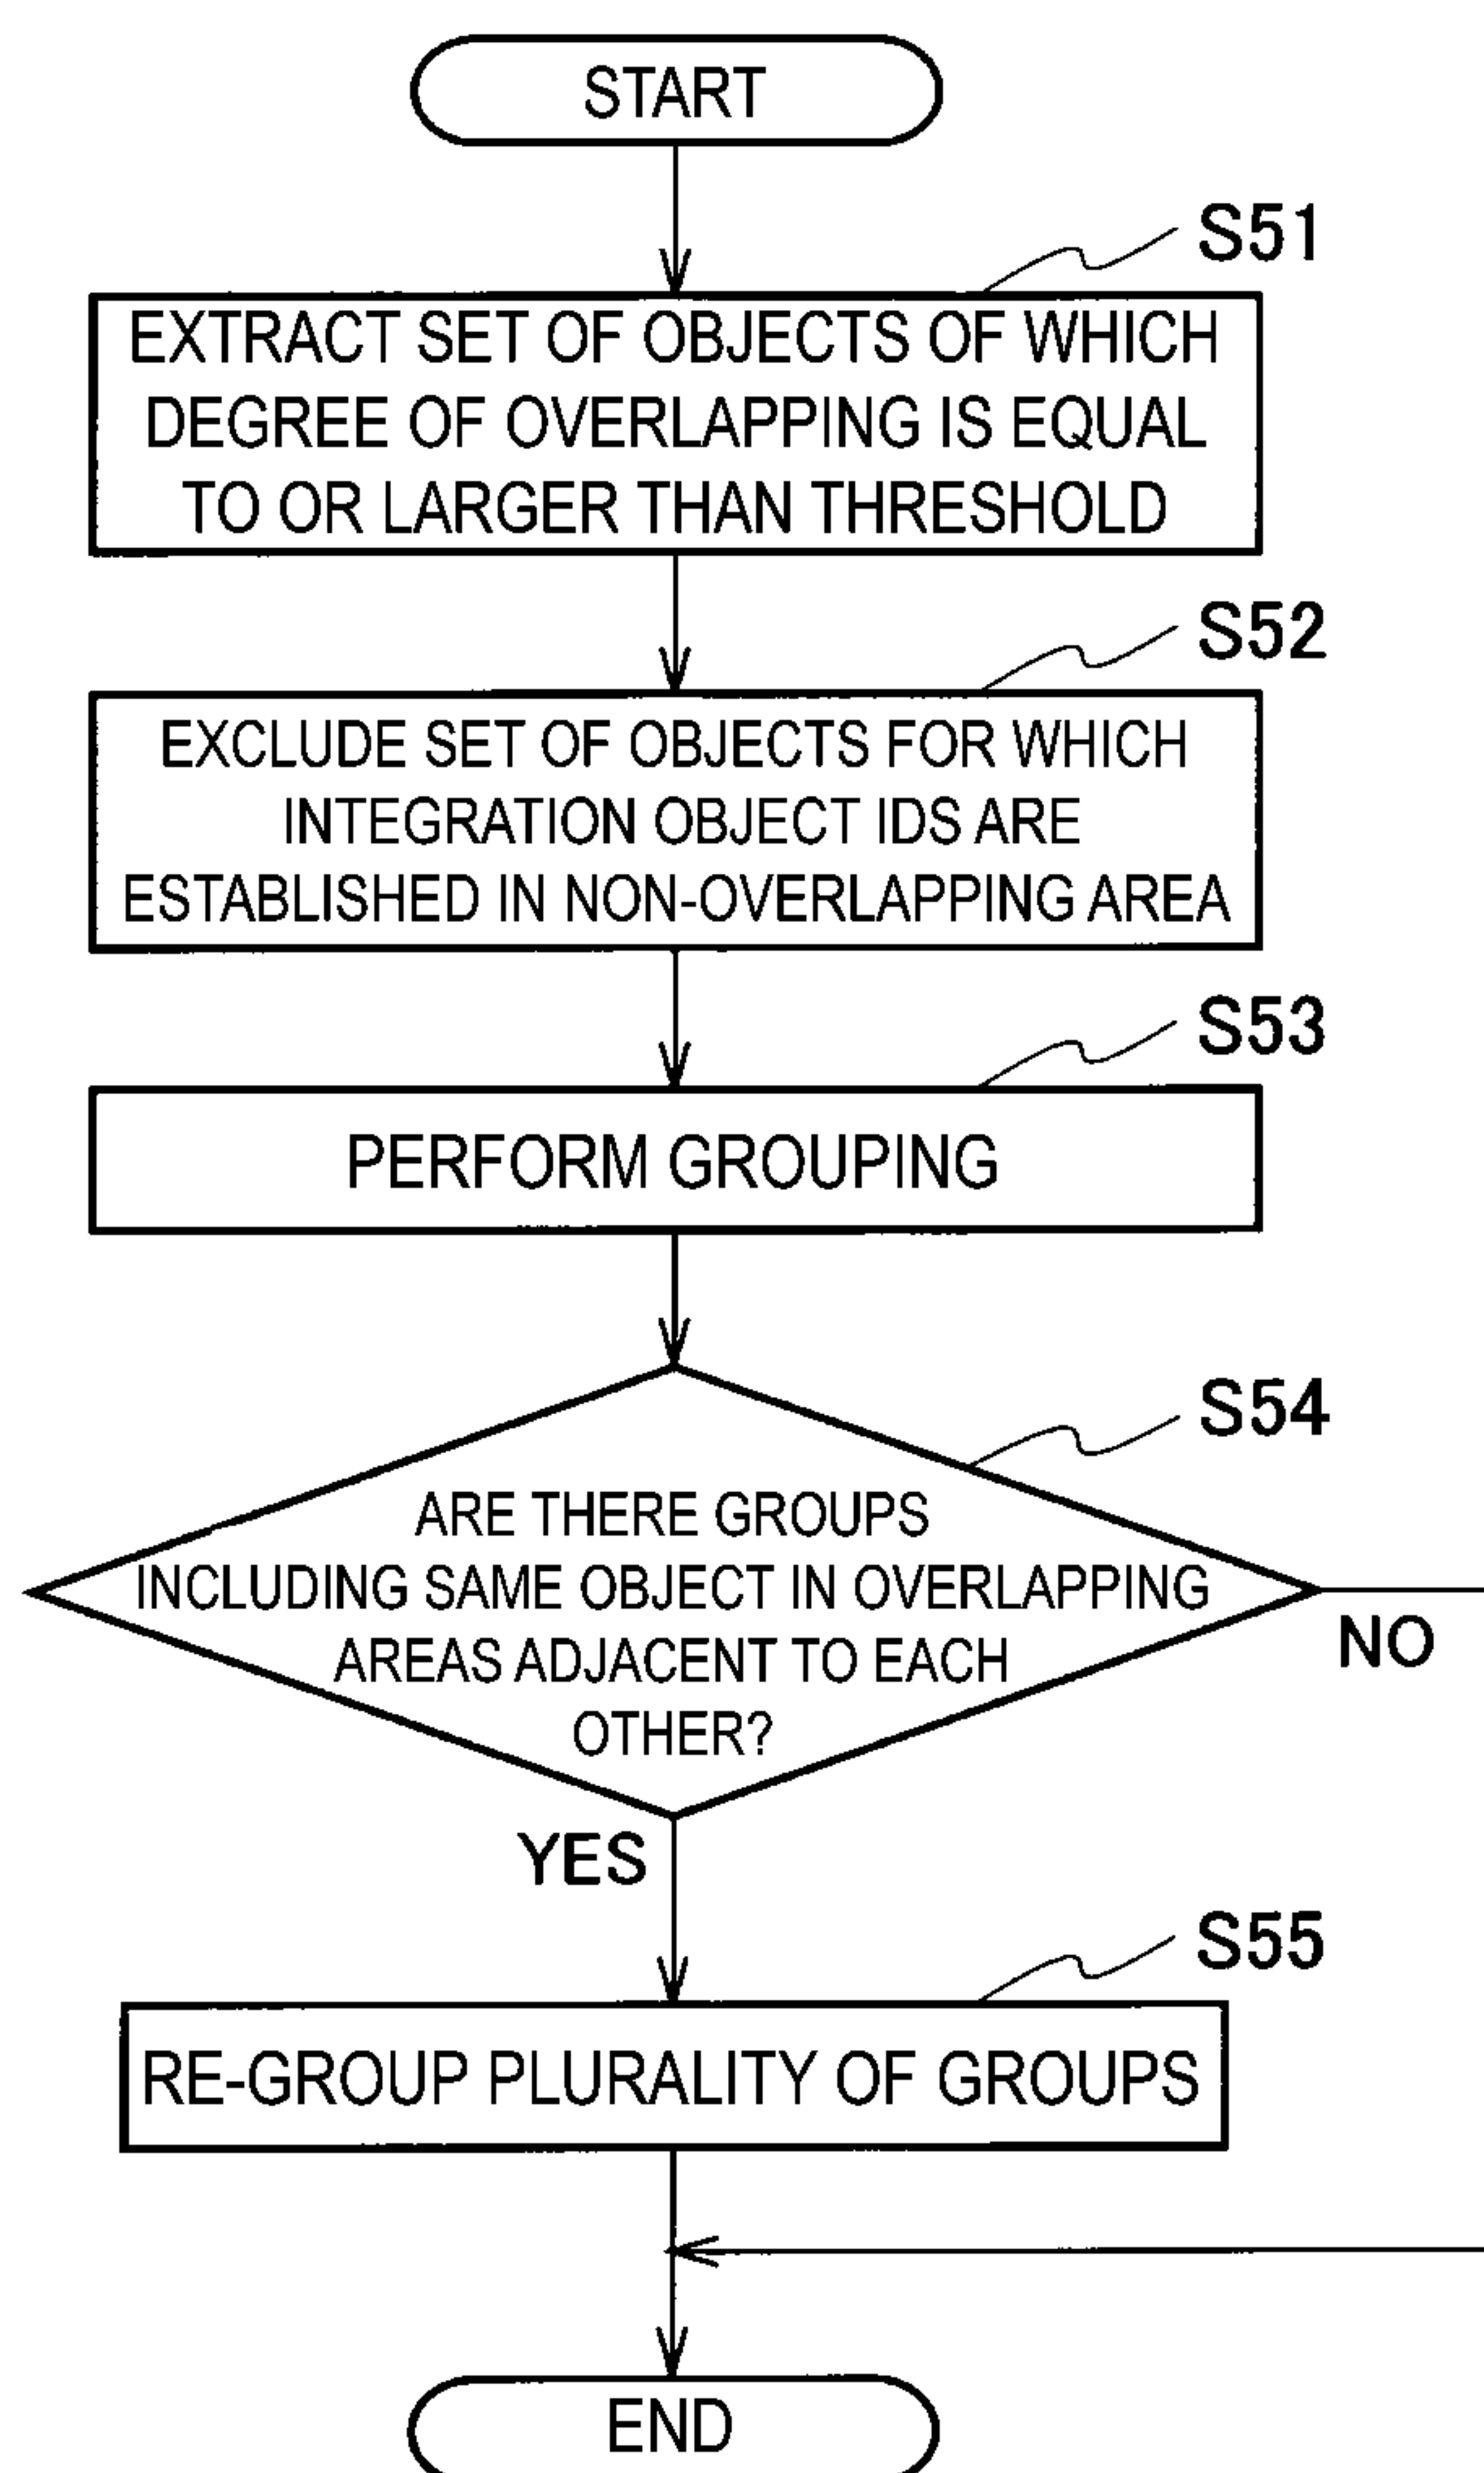 START
S51
EXTRACT SET OF OBJECTS OF WHICH
DEGREE OF OVERLAPPING IS EQUAL
TO OR LARGER THAN THRESHOLD
S52
EXCLUDE SET OF OBJECTS FOR WHICH
INTEGRATION OBJECT IDS ARE
ESTABLISHED IN NON-OVERLAPPING AREA
S53
PERFORM GROUPING
S54
ARE THERE GROUPS
INCLUDING SAME OBJECT IN OVERLAPPING
AREAS ADJACENT TO EACH
OTHER?
NO
YES
S55
RE-GROUP PLURALITY OF GROUPS
END